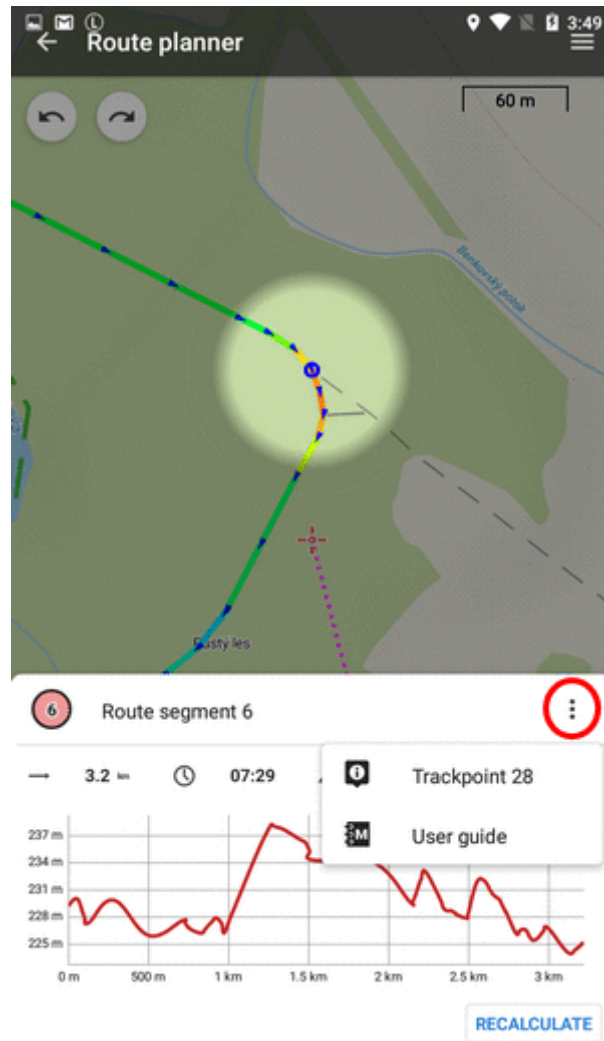 3:49
Route planner
60 m
Benkovský potok
Pustý les
6
Route segment 6
3.2 km
07:29
Trackpoint 28
User guide
237 m
234 m
231 m
228 m
225 m
0 m
500 m
1 km
1.5 km
2 km
2.5 km
3 km
RECALCULATE